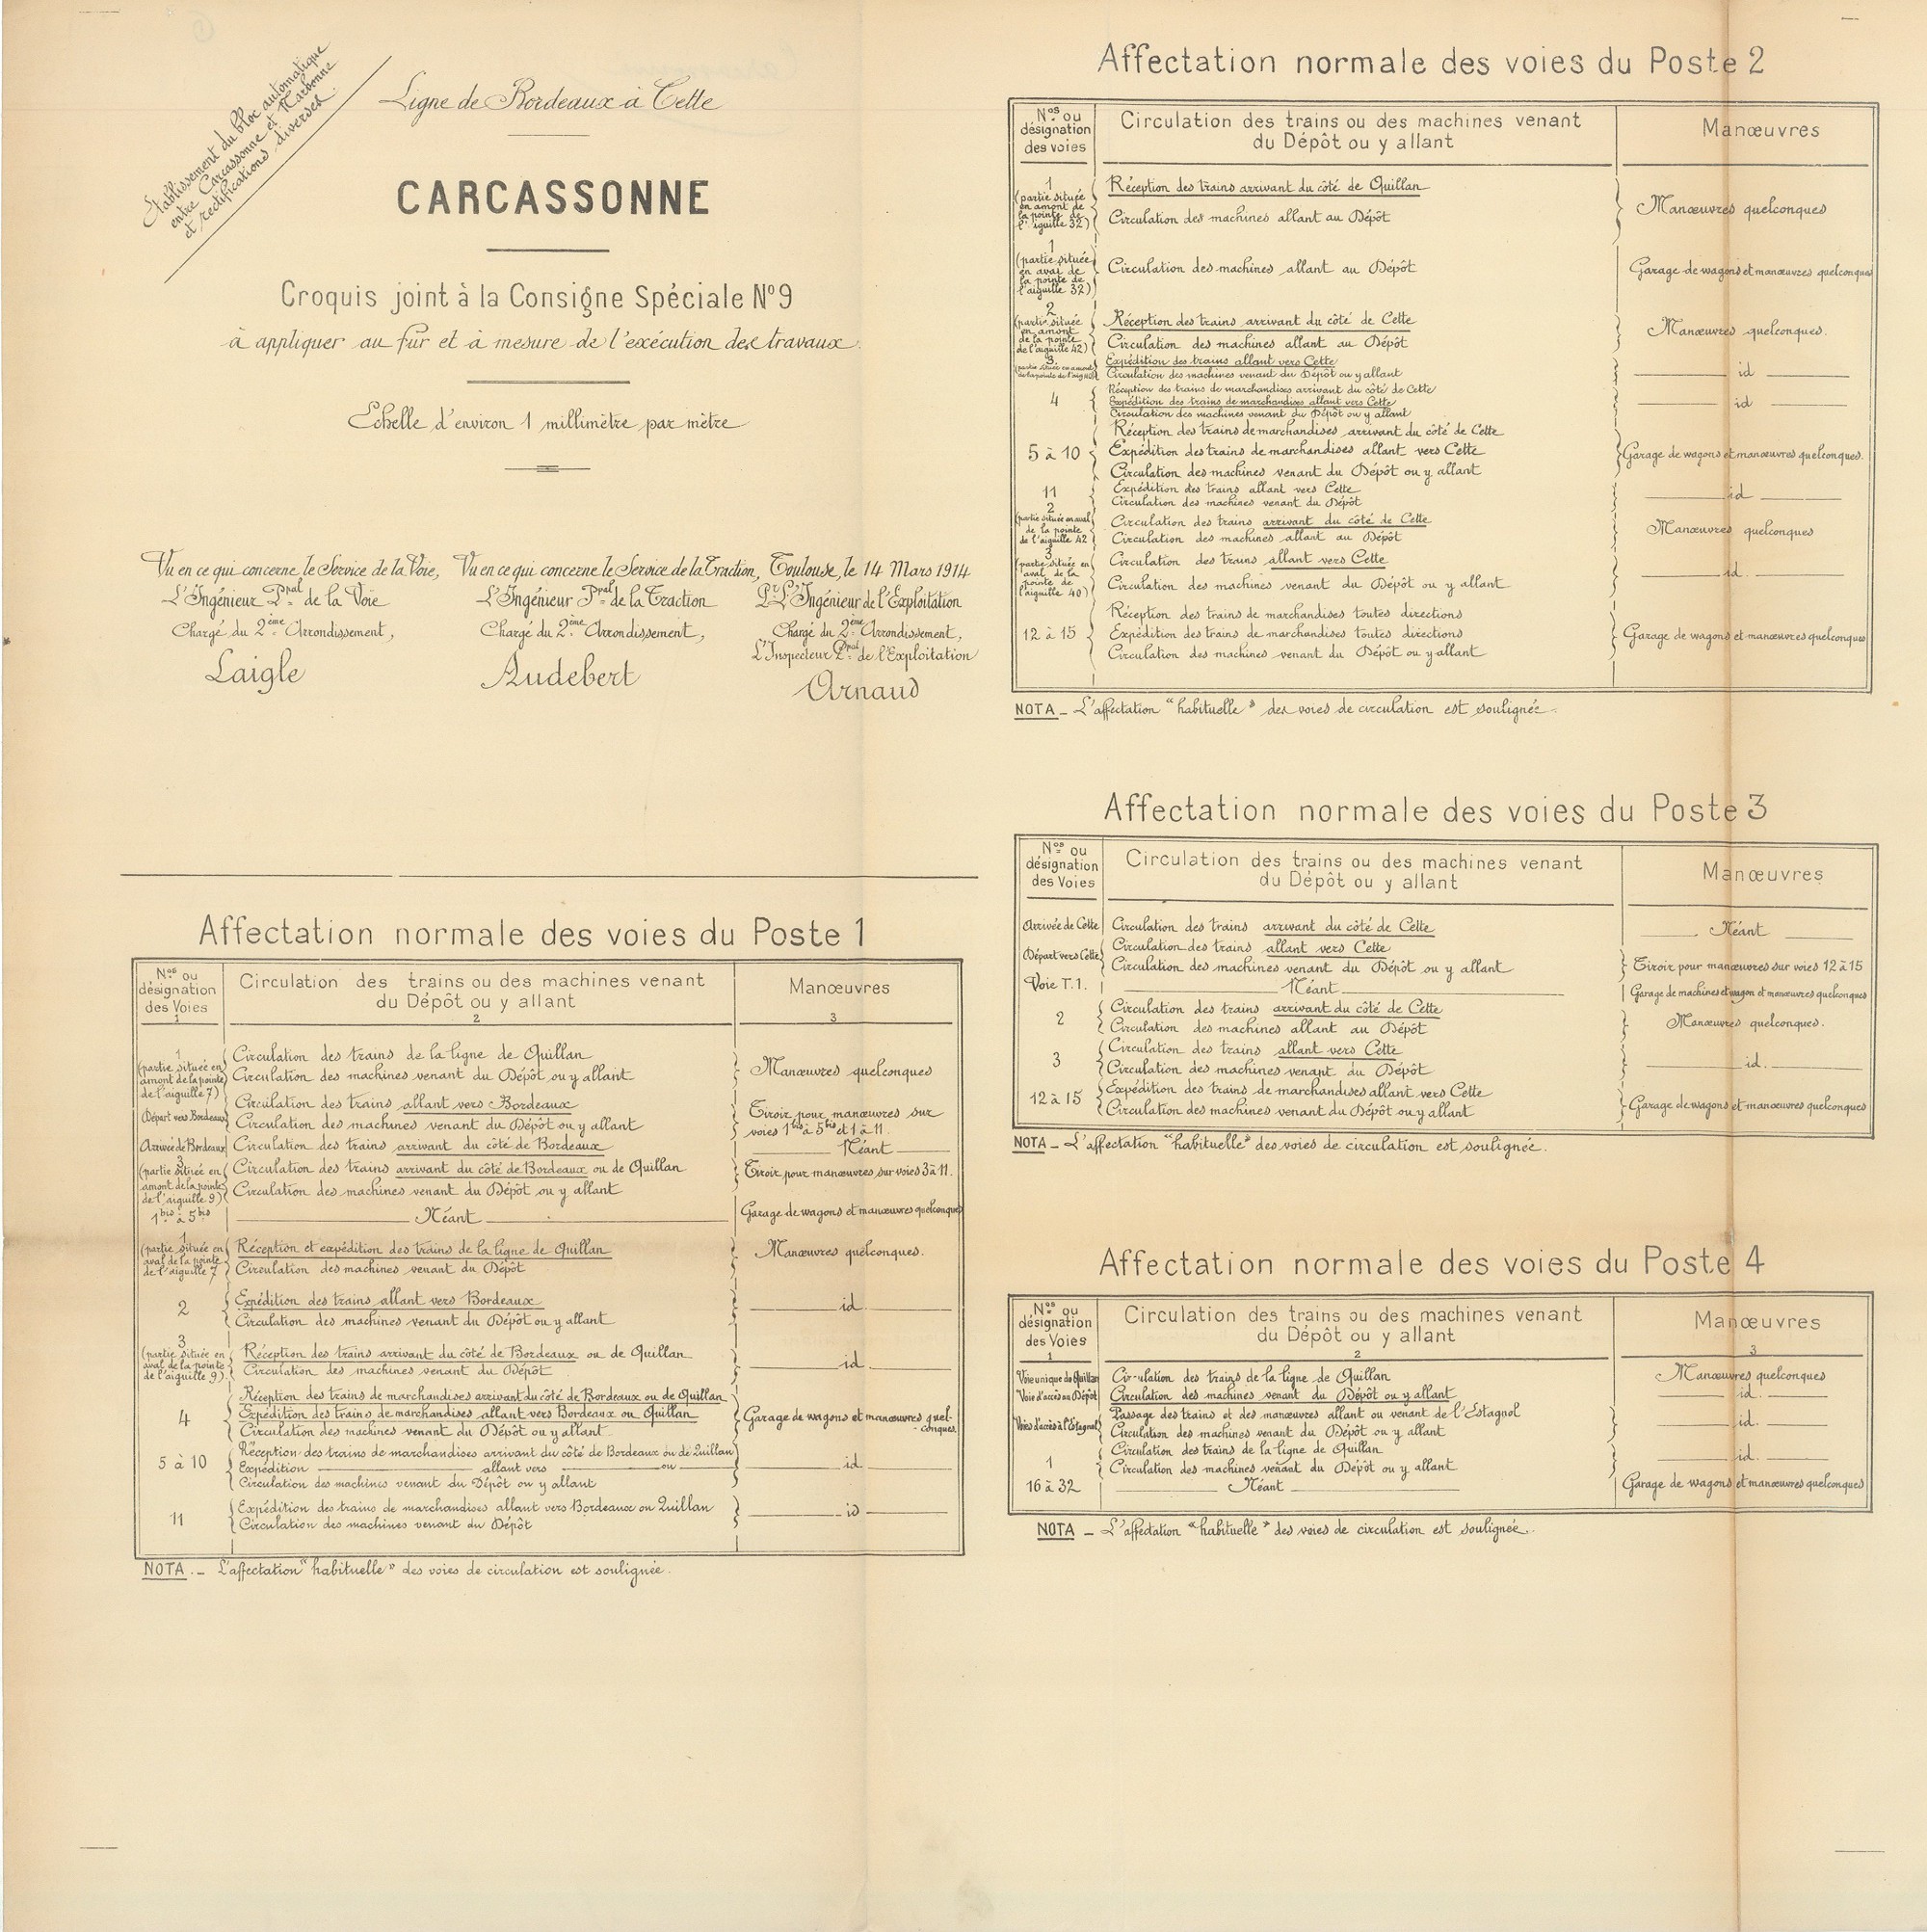 Établissement du bloc automatique
entre Carcassonne et Narbonne
et rectifications diverses.
Ligne de Bordeaux à Cette
CARCASSONNE
Croquis joint à la Consigne Spéciale Nº 9
à appliquer au fur et à mesure de l'exécution des travaux.
Echelle d'environ 1 millimètre par mètre
Vu en ce qui concerne le Service de la Voie,
L'Ingénieur Ppal de la Voie
Chargé du 2ème Arrondissement,
Laigle
Vu en ce qui concerne le Service de la Traction,
L'Ingénieur Ppal de la Traction
Chargé du 2ème Arrondissement,
Audebert
Toulouse, le 14 Mars 1914
Pr L'Ingénieur de l'Exploitation
Chargé du 2ème Arrondissement,
L'Inspecteur Ppal de l'Exploitation
Arnaud
Affectation normale des voies du Poste 1
Nos ou
désignation
des Voies
1
Circulation des trains ou des machines venant
du Dépôt ou y allant
2
Manœuvres
3
1
(partie située en
amont de la pointe
de l'aiguille 7)
Circulation des trains de la ligne de Quillan
Circulation des machines venant du Dépôt ou y allant
Manœuvres quelconques
Départ vers Bordeaux
Circulation des trains allant vers Bordeaux
Circulation des machines venant du Dépôt ou y allant
Tiroir pour manœuvres sur
voies 1bis à 5bis et 1 à 11.
Arrivée de Bordeaux
Circulation des trains arrivant du côté de Bordeaux
Néant
3
(partie située en
amont de la pointe
de l'aiguille 9)
Circulation des trains arrivant du côté de Bordeaux ou de Quillan
Circulation des machines venant du Dépôt ou y allant
Tiroir pour manœuvres sur voies 3 à 11.
1bis à 5bis
Néant
Garage de wagons et manœuvres quelconques
1
(partie située en
aval de la pointe
de l'aiguille 7
Réception et expédition des trains de la ligne de Quillan
Circulation des machines venant du Dépôt
Manœuvres quelconques.
2
Expédition des trains allant vers Bordeaux
Circulation des machines venant du Dépôt ou y allant
id.
3
(partie située en
aval de la pointe
de l'aiguille 9)
Réception des trains arrivant du côté de Bordeaux ou de Quillan
Circulation des machines venant du Dépôt
id.
4
Réception des trains de marchandises arrivant du côté de Bordeaux ou de Quillan
Expédition des trains de marchandises allant vers Bordeaux ou Quillan
Circulation des machines venant du Dépôt ou y allant
Garage de wagons et manœuvres quel-
conques.
5 à 10
Réception des trains de marchandises arrivant du côté de Bordeaux ou de Quillan
Expédition allant vers ou
Circulation des machines venant du Dépôt ou y allant
id.
11
Expédition des trains de marchandises allant vers Bordeaux ou Quillan
Circulation des machines venant du Dépôt
id
NOTA. – L'affectation "habituelle" des voies de circulation est soulignée.
Affectation normale des voies du Poste 2
Nos ou
désignation
des voies
Circulation des trains ou des machines venant
du Dépôt ou y allant
Manœuvres
1
(partie située
en amont de
la pointe de
l'aiguille 32)
Réception des trains arrivant du côté de Quillan
Circulation des machines allant au Dépôt
Manœuvres quelconques
1
(partie située
en aval de
la pointe de
l'aiguille 32)
Circulation des machines allant au Dépôt
Garage de wagons et manœuvres quelconques
2
(partie située
en amont
de la pointe
de l'aiguille 42)
Réception des trains arrivant du côté de Cette
Circulation des machines allant au Dépôt
Manœuvres quelconques.
3
(partie située en amont
de la pointe de l'aig. 40)
Expédition des trains allant vers Cette
Circulation des machines venant du Dépôt ou y allant
id
4
Réception des trains de marchandises arrivant du côté de Cette
Expédition des trains de marchandises allant vers Cette
Circulation des machines venant du Dépôt ou y allant
id
5 à 10
Réception des trains de marchandises arrivant du côté de Cette
Expédition des trains de marchandises allant vers Cette
Circulation des machines venant du Dépôt ou y allant
Garage de wagons et manœuvres quelconques.
11
Expédition des trains allant vers Cette
Circulation des machines venant du Dépôt
id
2
(partie située en aval
de la pointe
de l'aiguille 42
Circulation des trains arrivant du côté de Cette
Circulation des machines allant au Dépôt
Manœuvres quelconques
3
(partie située en
aval de la
pointe de
l'aiguille 40)
Circulation des trains allant vers Cette
Circulation des machines venant du Dépôt ou y allant
id.
12 à 15
Réception des trains de marchandises toutes directions
Expédition des trains de marchandises toutes directions
Circulation des machines venant du Dépôt ou y allant
Garage de wagons et manœuvres quelconques
NOTA – L'affectation "habituelle" des voies de circulation est soulignée.
Affectation normale des voies du Poste 3
Nos ou
désignation
des Voies
Circulation des trains ou des machines venant
du Dépôt ou y allant
Manœuvres
Arrivée de Cette
Circulation des trains arrivant du côté de Cette
Néant
Départ vers Cette
Circulation des trains allant vers Cette
Circulation des machines venant du Dépôt ou y allant
Tiroir pour manœuvres sur voies 12 à 15
Voie T.1.
Néant
Garage de machines et wagon et manœuvres quelconques
2
Circulation des trains arrivant du côté de Cette
Circulation des machines allant au Dépôt
Manœuvres quelconques.
3
Circulation des trains allant vers Cette
Circulation des machines venant du Dépôt
id.
12 à 15
Expédition des trains de marchandises allant vers Cette
Circulation des machines venant du Dépôt ou y allant
Garage de wagons et manœuvres quelconques
NOTA – L'affectation "habituelle" des voies de circulation est soulignée.
Affectation normale des voies du Poste 4
Nos ou
désignation
des Voies
1
Circulation des trains ou des machines venant
du Dépôt ou y allant
2
Manœuvres
3
Voie unique de Quillan
Circulation des trains de la ligne de Quillan
Manœuvres quelconques
Voie d'accès au Dépôt
Circulation des machines venant du Dépôt ou y allant
id.
Voies d'accès à l'Estagnol
Passage des trains et des manœuvres allant ou venant de l'Estagnol
Circulation des machines venant du Dépôt ou y allant
id.
1
Circulation des trains de la ligne de Quillan
Circulation des machines venant du Dépôt ou y allant
id.
16 à 32
Néant
Garage de wagons et manœuvres quelconques
NOTA – L'affectation "habituelle" des voies de circulation est soulignée.